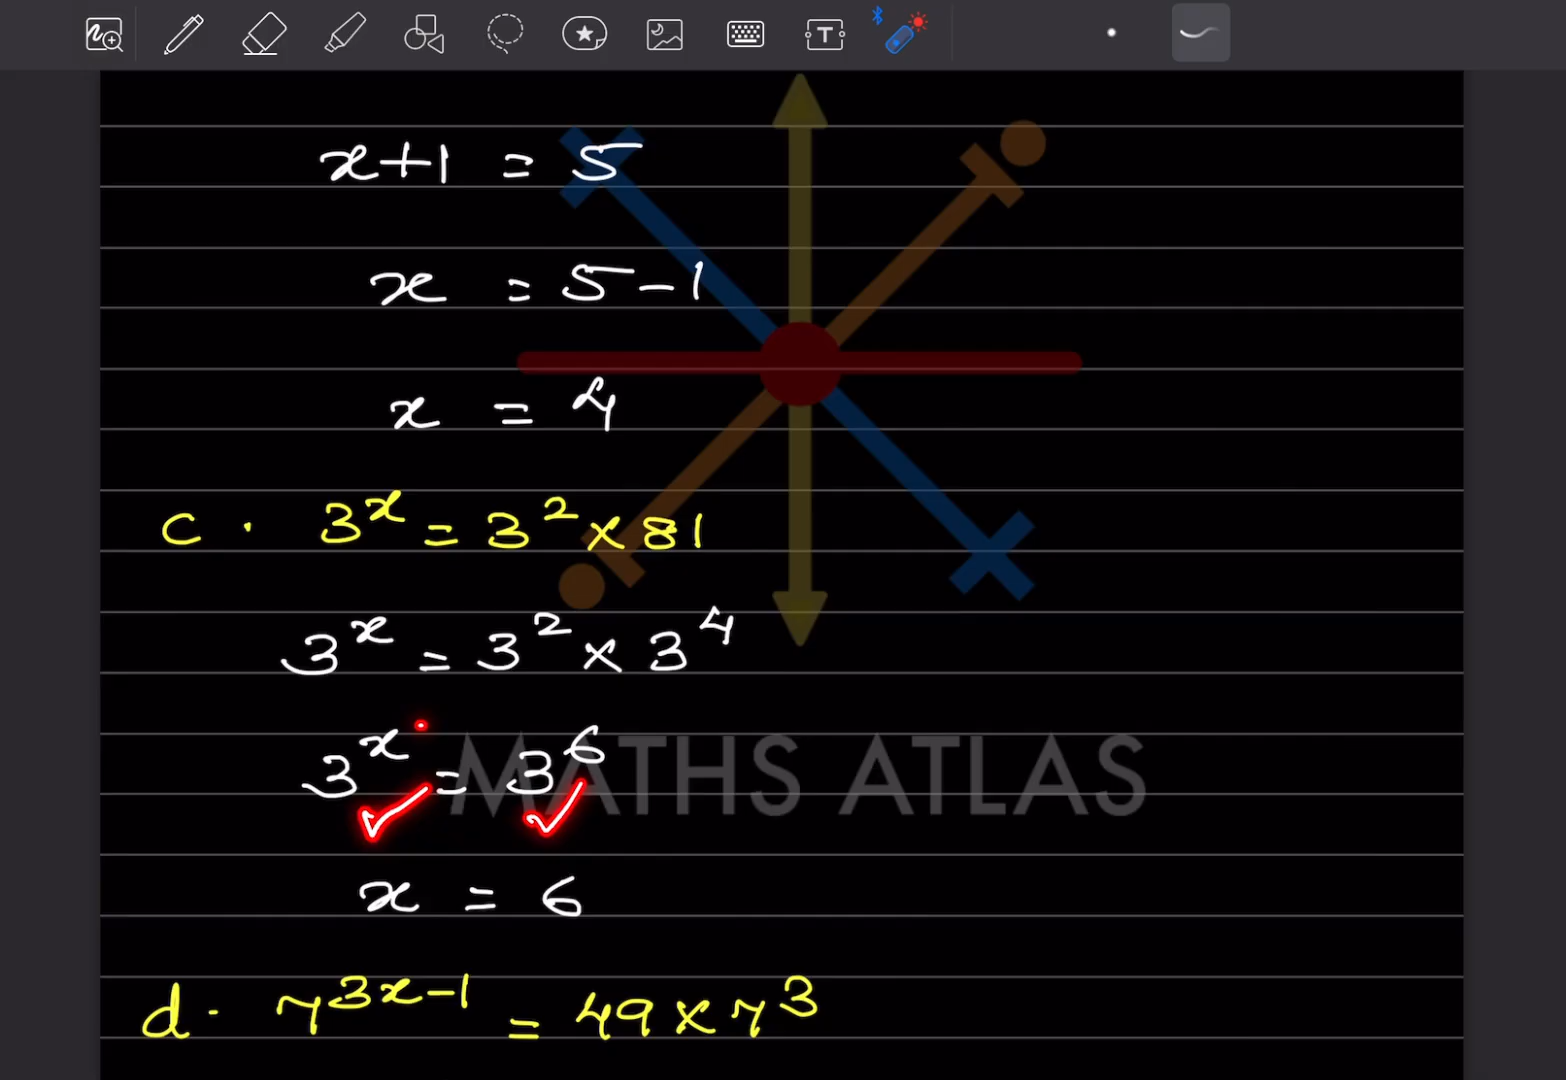 x+1 = 5
x = 5-1
x = 4
c. 3^x = 3^2 × 81
3^x = 3^2 × 3^4
3^x = 3^6
MATHS ATLAS
x = 6
d. 7^{3x-1} = 49 × 7^3